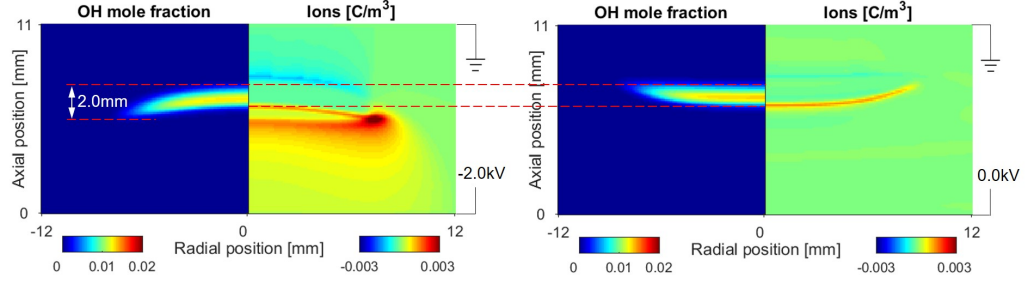 OH mole fraction
Ions [C/m³]
11
Axial position [mm]
2.0mm
-2.0kV
0
-12
0
12
Radial position [mm]
0 0.01 0.02
-0.003 0.003
OH mole fraction
Ions [C/m³]
11
Axial position [mm]
0.0kV
0
-12
0
12
Radial position [mm]
0 0.01 0.02
-0.003 0.003